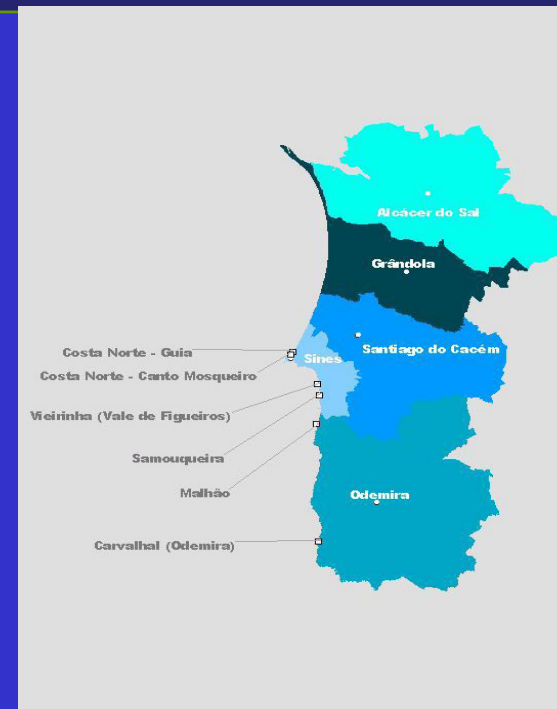 Alcácer do Sal
Grândola
Costa Norte - Guia
Santiago do Cacém
Sines
Costa Norte - Canto Mosqueiro
Vieirinha (Vale de Figueiros)
Samouqueira
Malhão
Odemira
Carvalhal (Odemira)